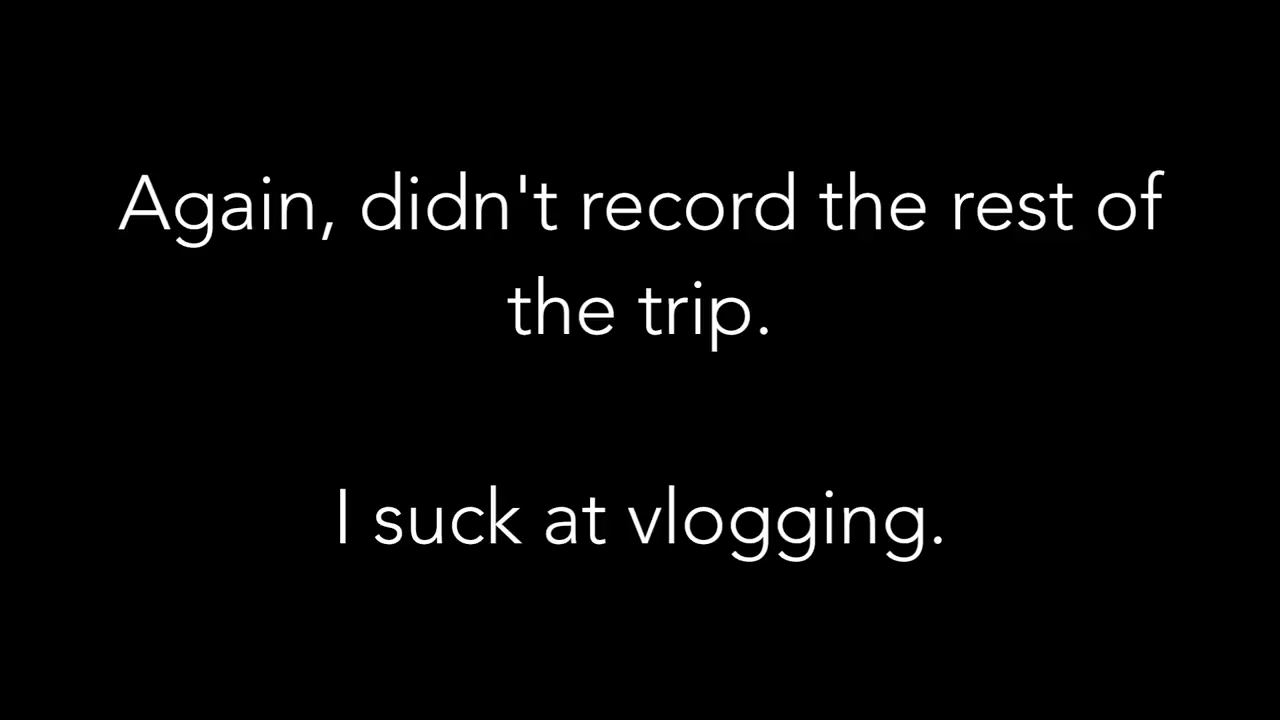 Again, didn't record the rest of
the trip.
I suck at vlogging.